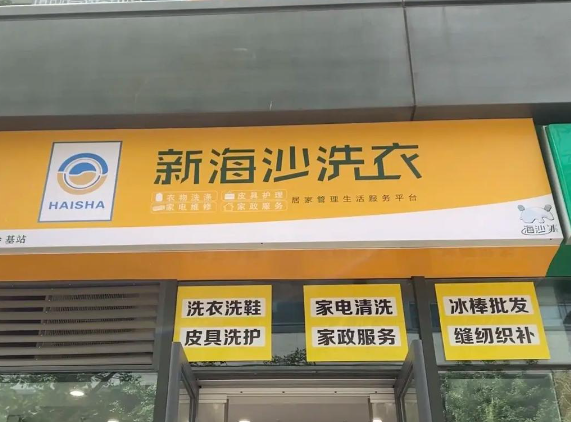 新海沙洗衣
HAISHA
衣物洗涤 皮具护理
家电维修 家政服务
居家管理生活服务平台
基站
海沙
洗衣洗鞋
皮具洗护
家电清洗
家政服务
冰棒批发
缝纫织补